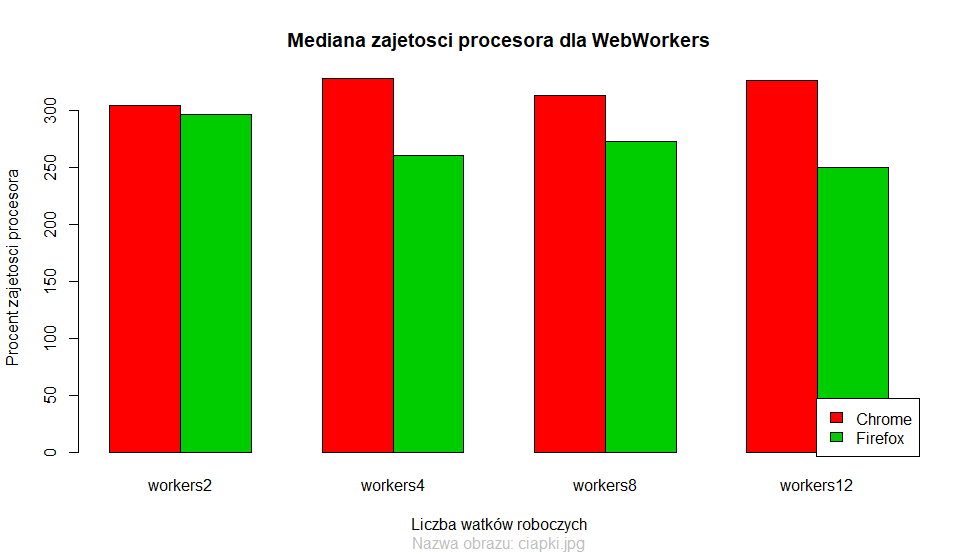 Mediana zajetosci procesora dla WebWorkers
Procent zajetosci procesora
300
250
200
150
100
50
0
workers2
workers4
workers8
workers12
Chrome
Firefox
Liczba watków roboczych
Nazwa obrazu: ciapki.jpg